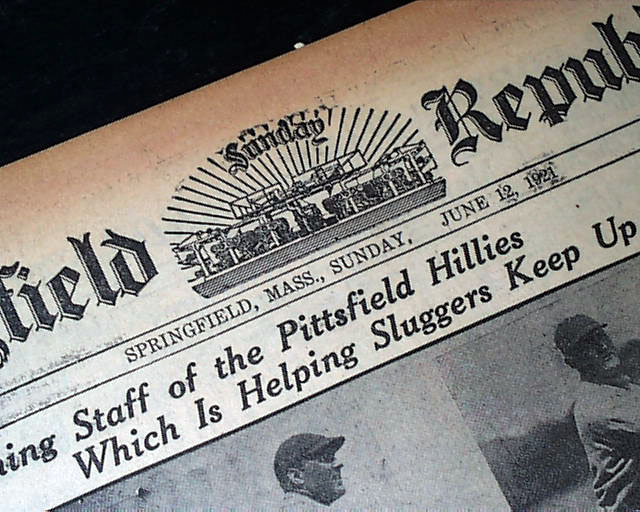 field Sunday Repub
SPRINGFIELD, MASS., SUNDAY, JUNE 12, 1921
ning Staff of the Pittsfield Hillies
Which Is Helping Sluggers Keep Up